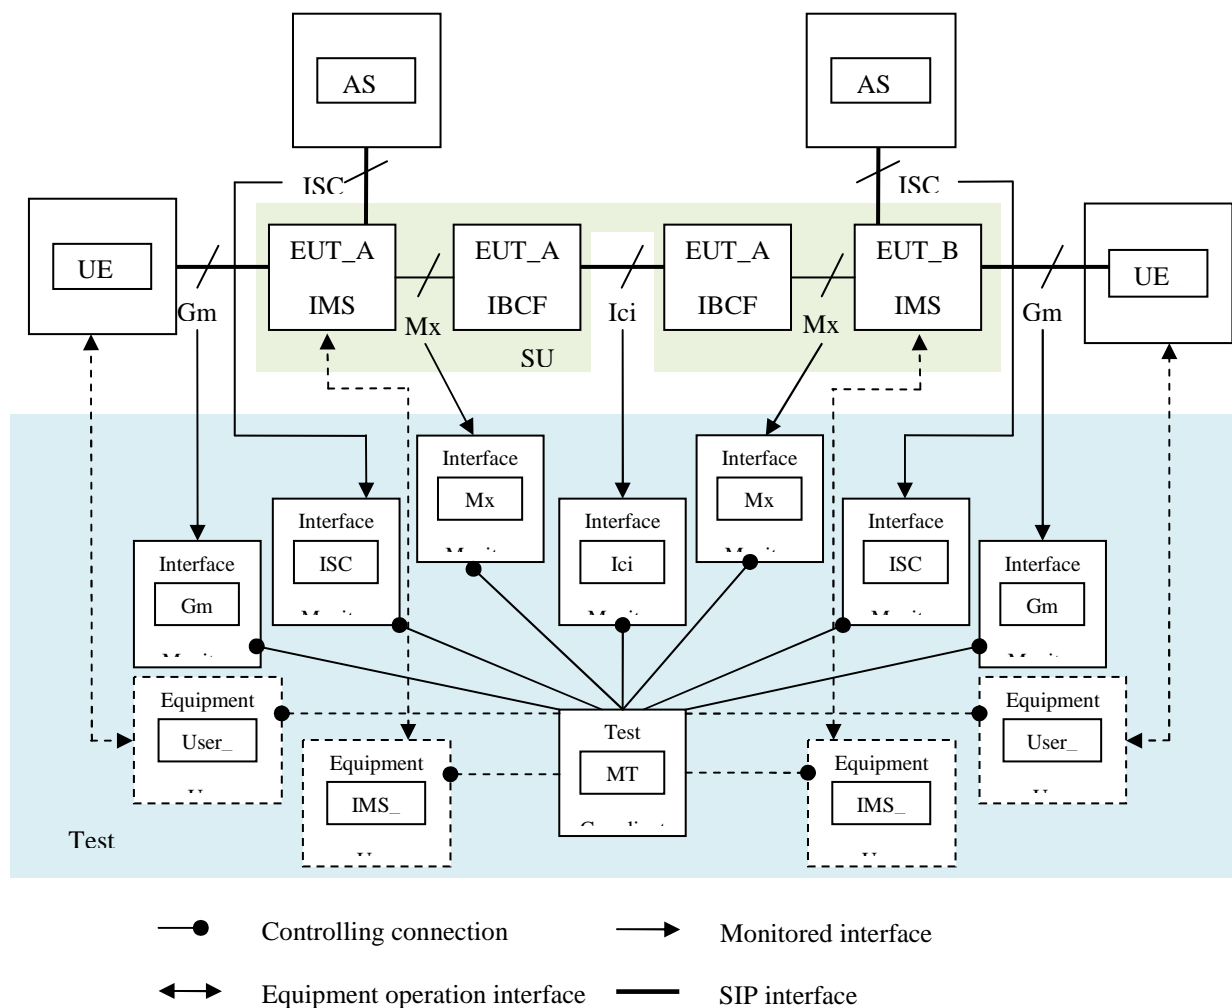 AS
AS
ISC
ISC
UE
EUT_A
IMS
EUT_A
IBCF
EUT_A
IBCF
EUT_B
IMS
UE
Gm
Mx
Ici
Mx
Gm
SU
Interface
Mx
Interface
Mx
Interface
ISC
Interface
Ici
Interface
ISC
Interface
Gm
Interface
Gm
Equipment
User_
Equipment
User_
Test
MT
Equipment
IMS_
Equipment
IMS_
Test
Controlling connection
Monitored interface
Equipment operation interface
SIP interface